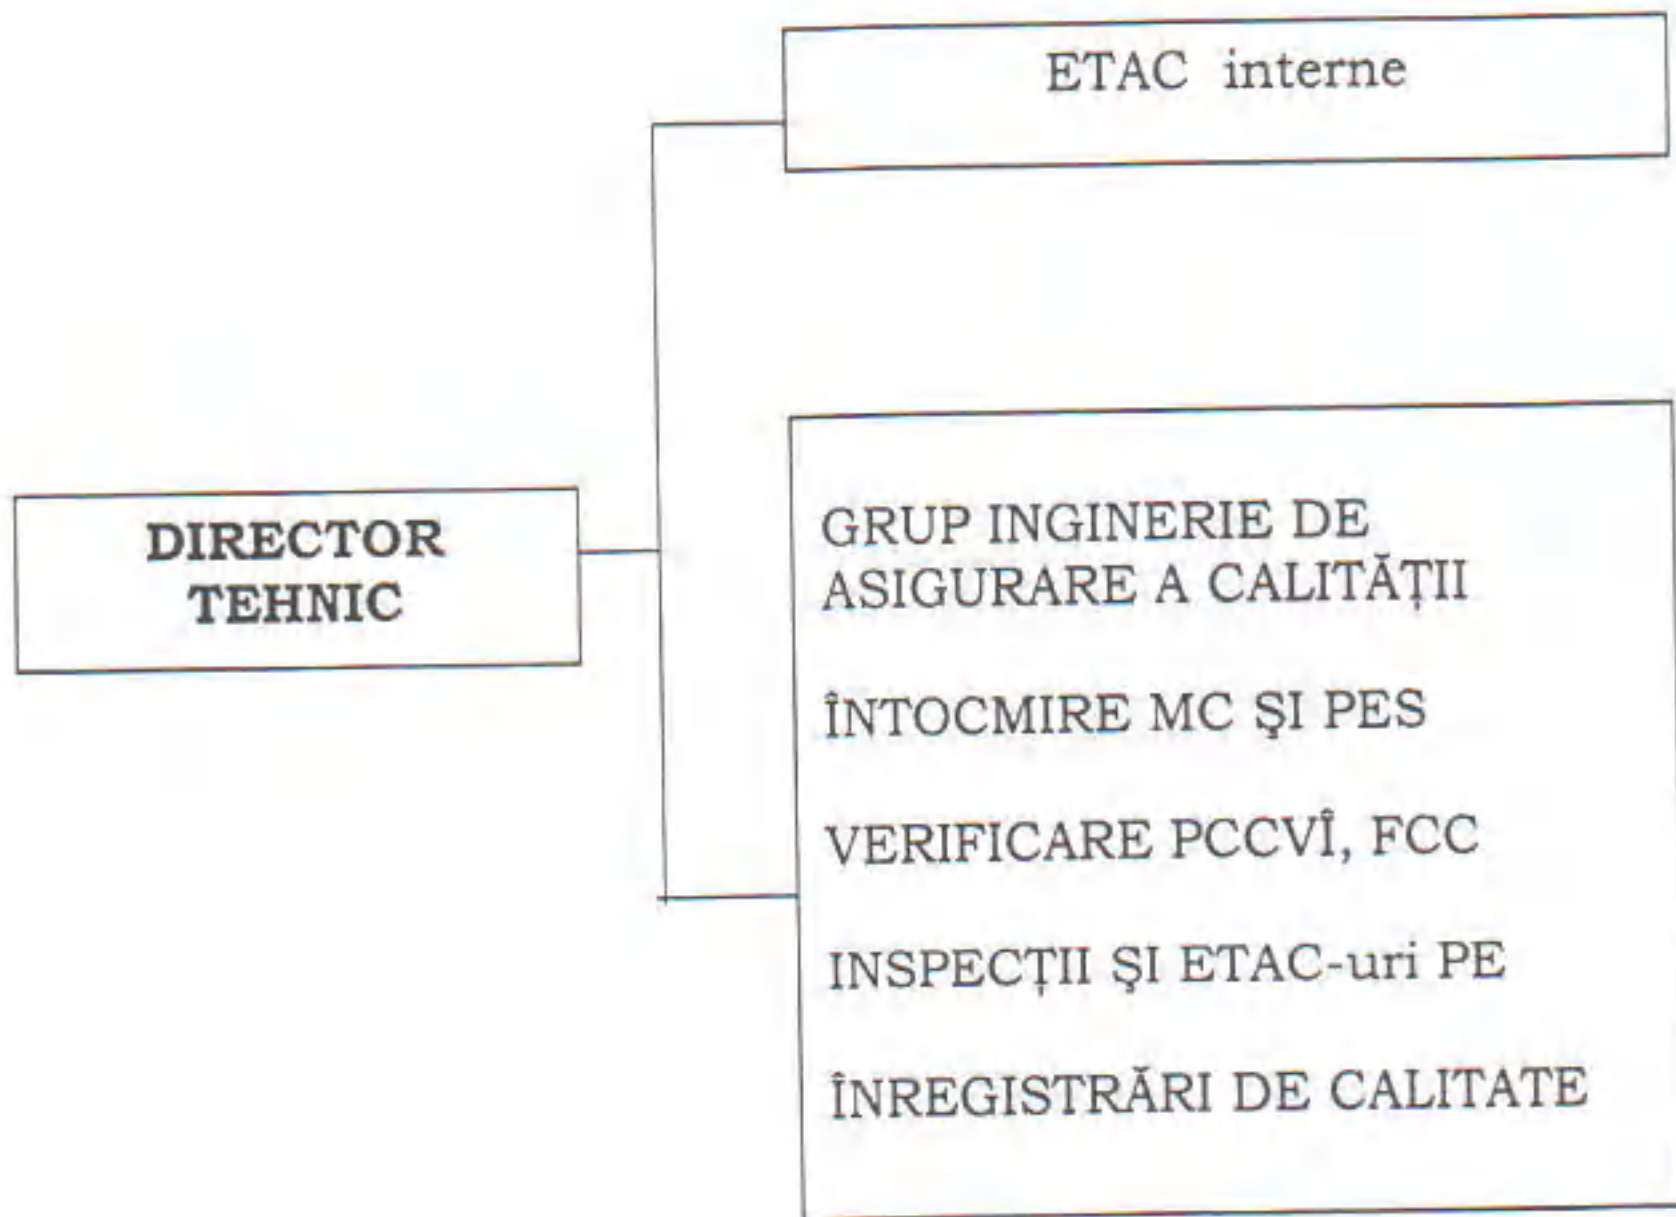 ETAC interne
DIRECTOR
TEHNIC
GRUP INGINERIE DE
ASIGURARE A CALITĂȚII
ÎNTOCMIRE MC ŞI PES
VERIFICARE PCCVÎ, FCC
INSPECȚII ŞI ETAC-uri PE
ÎNREGISTRĂRI DE CALITATE